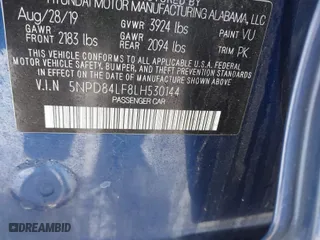 HYUNDAI MOTOR MANUFACTURING ALABAMA, LLC
Aug/28/19 GVWR 3924 lbs PAINT VU
GAWR FRONT 2183 lbs GAWR REAR 2094 lbs TRIM PK
THIS VEHICLE CONFORMS TO ALL APPLICABLE FEDERAL
MOTOR VEHICLE SAFETY, BUMPER, AND THEFT PREVENTION
STANDARDS IN EFFECT ON THE DATE OF MANUFACTURE SHOWN ABOVE.
V.I.N 5NPD84LF8LH530144
PASSENGER CAR
DREAMBID.COM